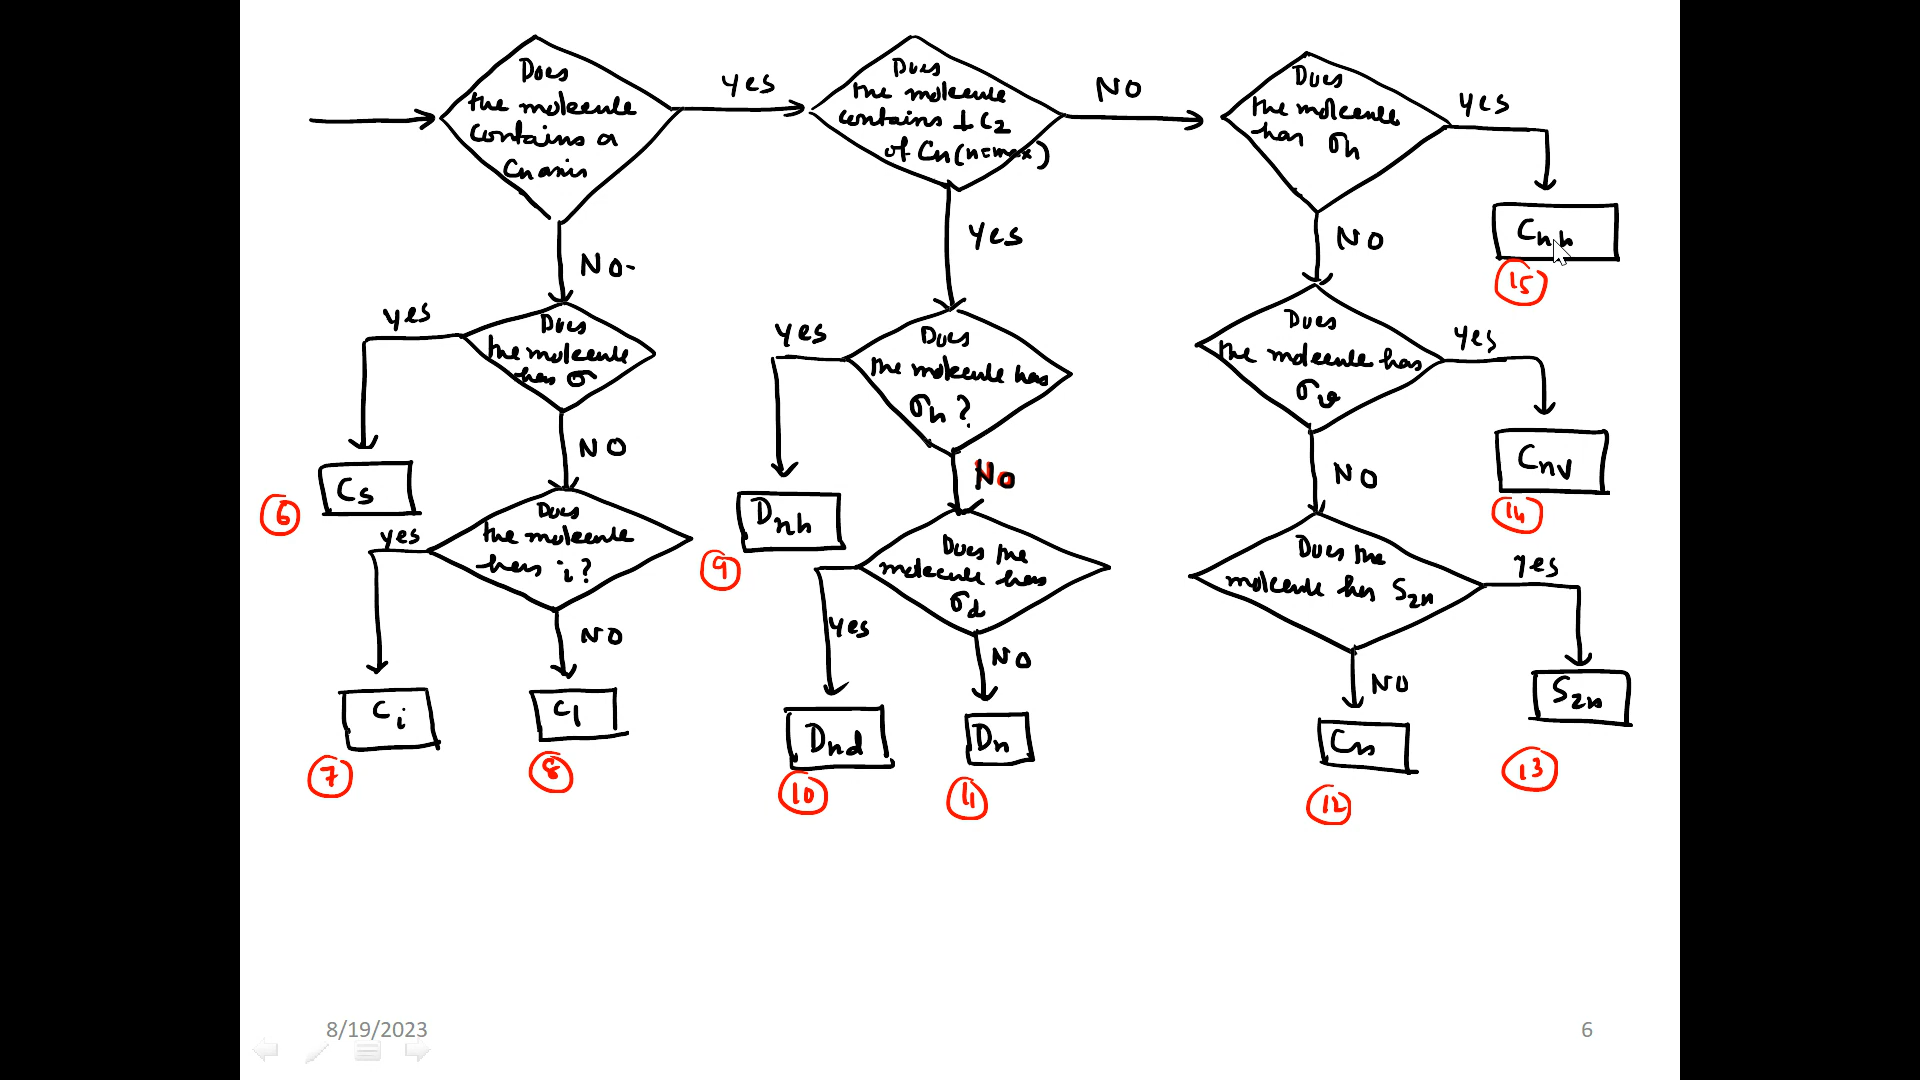 Does
the molecule
contains a
Cn axis
yes
Does
the molecule
contains ⊥ C2
of Cn (n=max)
NO
Does
the molecule
has σh
yes
Cnh
15
NO-
yes
NO
Does
the molecule
has σ
yes
Cs
6
NO
Does
the molecule
has i?
yes
Ci
7
NO
C1
8
Does
the molecule has
σh?
yes
Dnh
9
No
Does the
molecule has
σd
yes
Dnd
10
NO
Dn
11
Does
the molecule has
σv
yes
Cnv
14
NO
Does the
molecule has S2n
yes
S2n
13
NO
Cn
12
8/19/2023
6